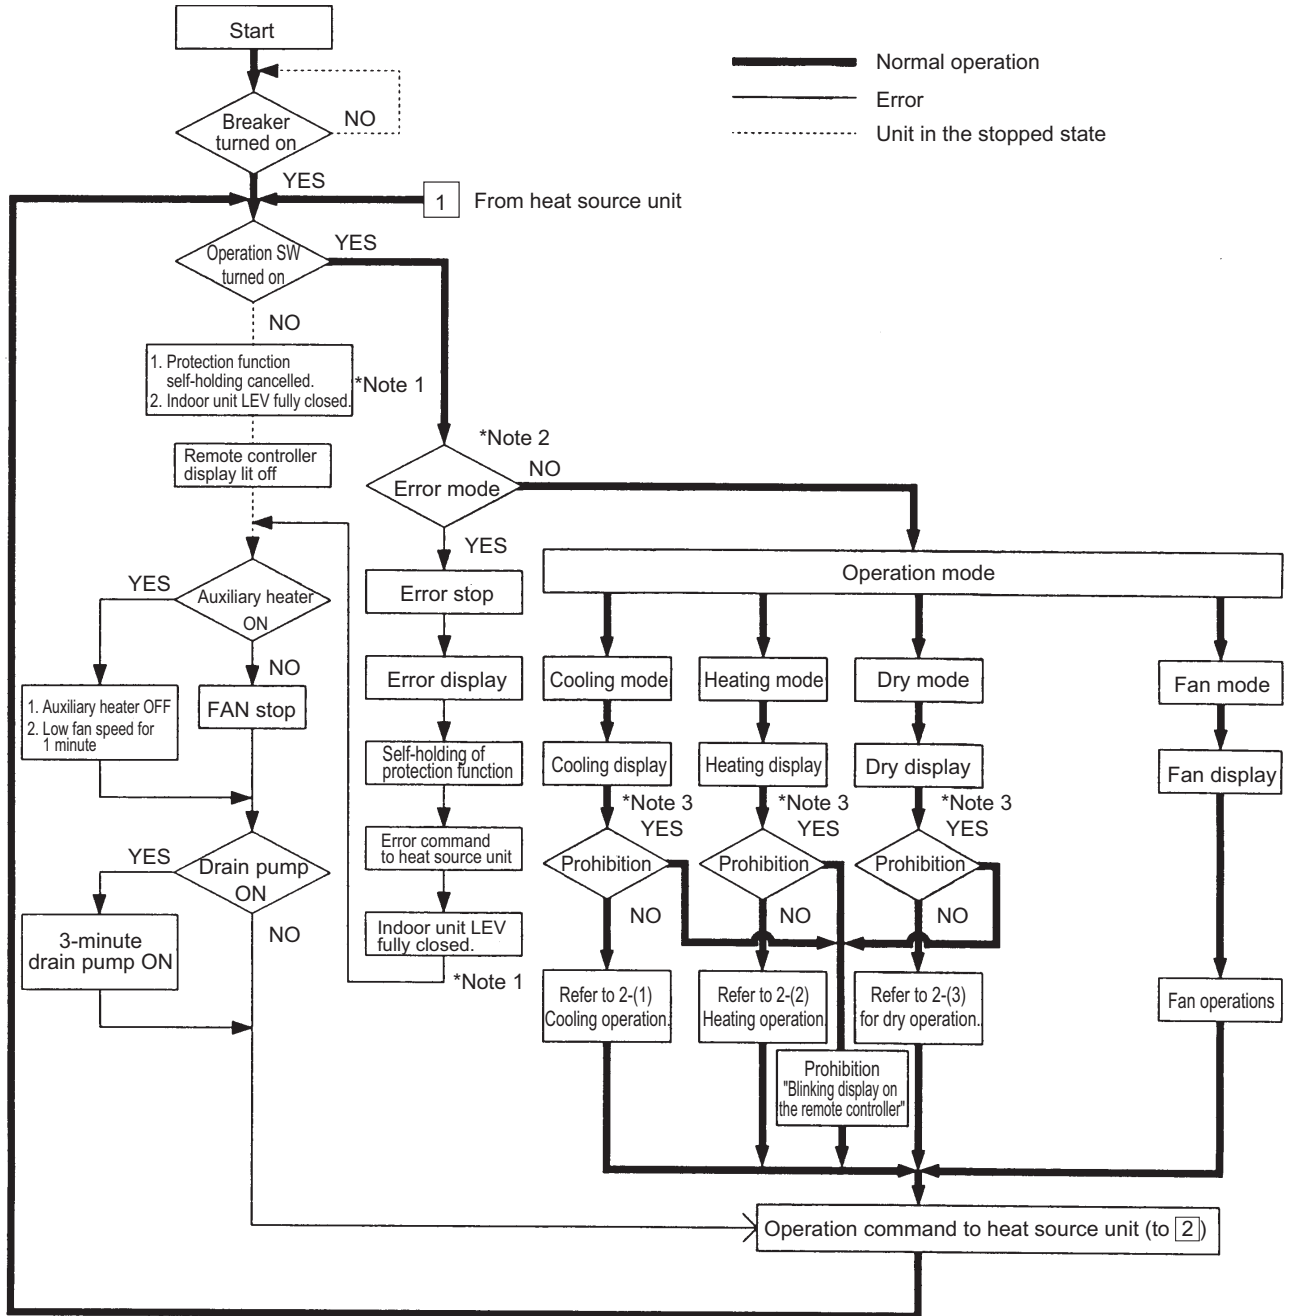 Start
Normal operation
Error
Unit in the stopped state
Breaker
turned on
NO
YES
1
From heat source unit
Operation SW
turned on
YES
NO
1. Protection function
self-holding cancelled.
2. Indoor unit LEV fully closed.
*Note 1
Remote controller
display lit off
*Note 2
Error mode
NO
YES
Operation mode
Auxiliary heater
ON
YES
NO
1. Auxiliary heater OFF
2. Low fan speed for
1 minute
FAN stop
Error stop
Error display
Self-holding of
protection function
Error command
to heat source unit
Indoor unit LEV
fully closed.
*Note 1
Drain pump
ON
YES
NO
3-minute
drain pump ON
Cooling mode
Heating mode
Dry mode
Fan mode
Cooling display
Heating display
Dry display
Fan display
*Note 3
YES
*Note 3
YES
*Note 3
YES
Prohibition
Prohibition
Prohibition
NO
NO
NO
Refer to 2-(1)
Cooling operation.
Refer to 2-(2)
Heating operation.
Refer to 2-(3)
for dry operation..
Fan operations
Prohibition
"Blinking display on
the remote controller"
Operation command to heat source unit (to 2)